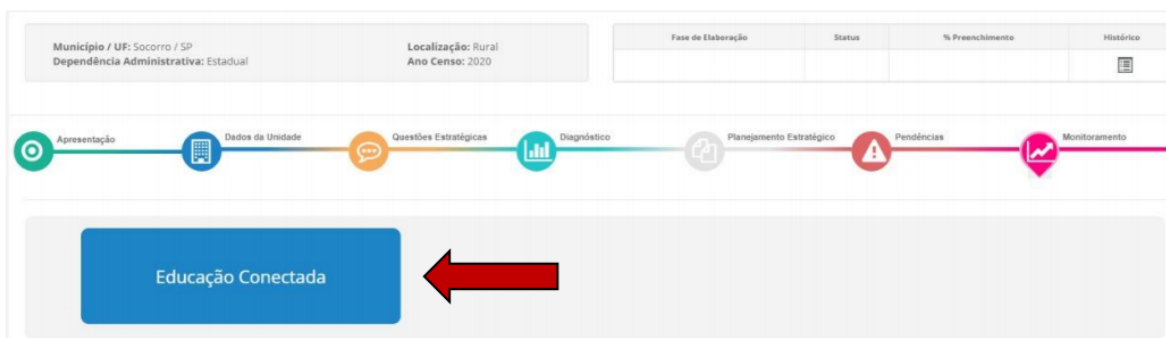 Município / UF: Socorro / SP
Dependência Administrativa: Estadual
Localização: Rural
Ano Censo: 2020
Fase de Elaboração
Status
% Preenchimento
Histórico
Apresentação
Dados da Unidade
Questões Estratégicas
Diagnóstico
Planejamento Estratégico
Pendências
Monitoramento
Educação Conectada